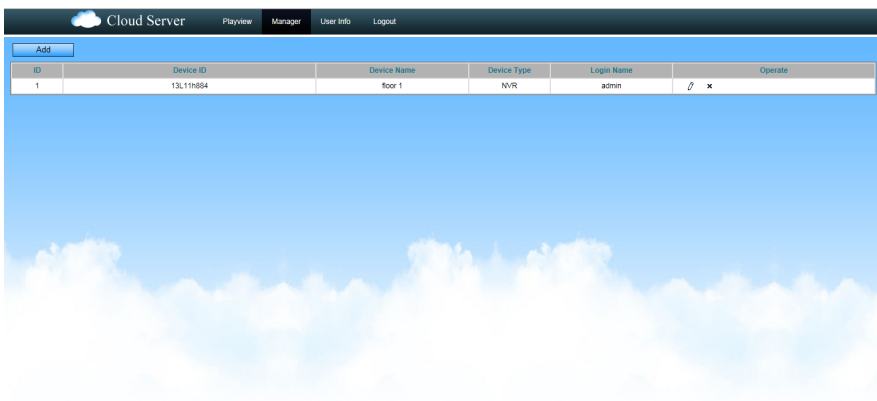 Cloud Server Playview Manager User Info Logout
Add
ID Device ID Device Name Device Type Login Name Operate
1 13L11h884 floor 1 NVR admin